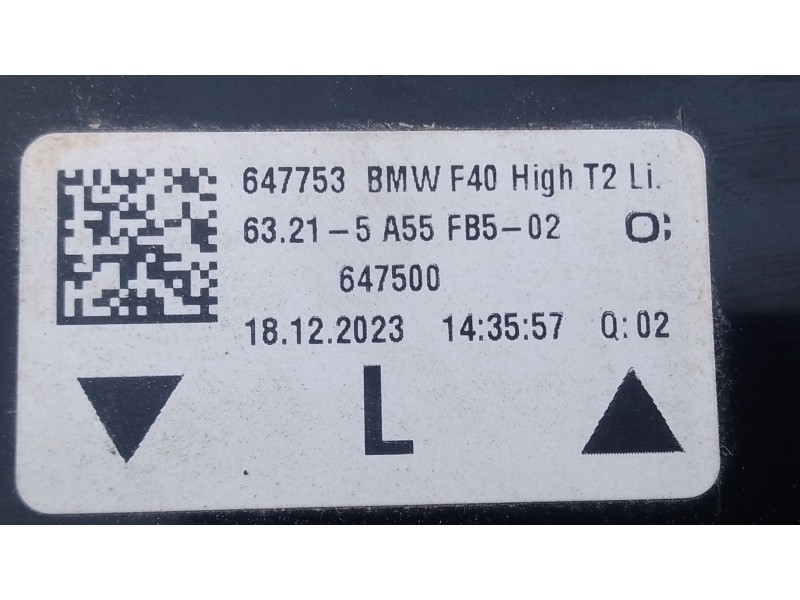 647753 BMW F40 High T2 Li.
63.21-5 A55 FB5-02 O:
647500
18.12.2023 14:35:57 Q:02
L